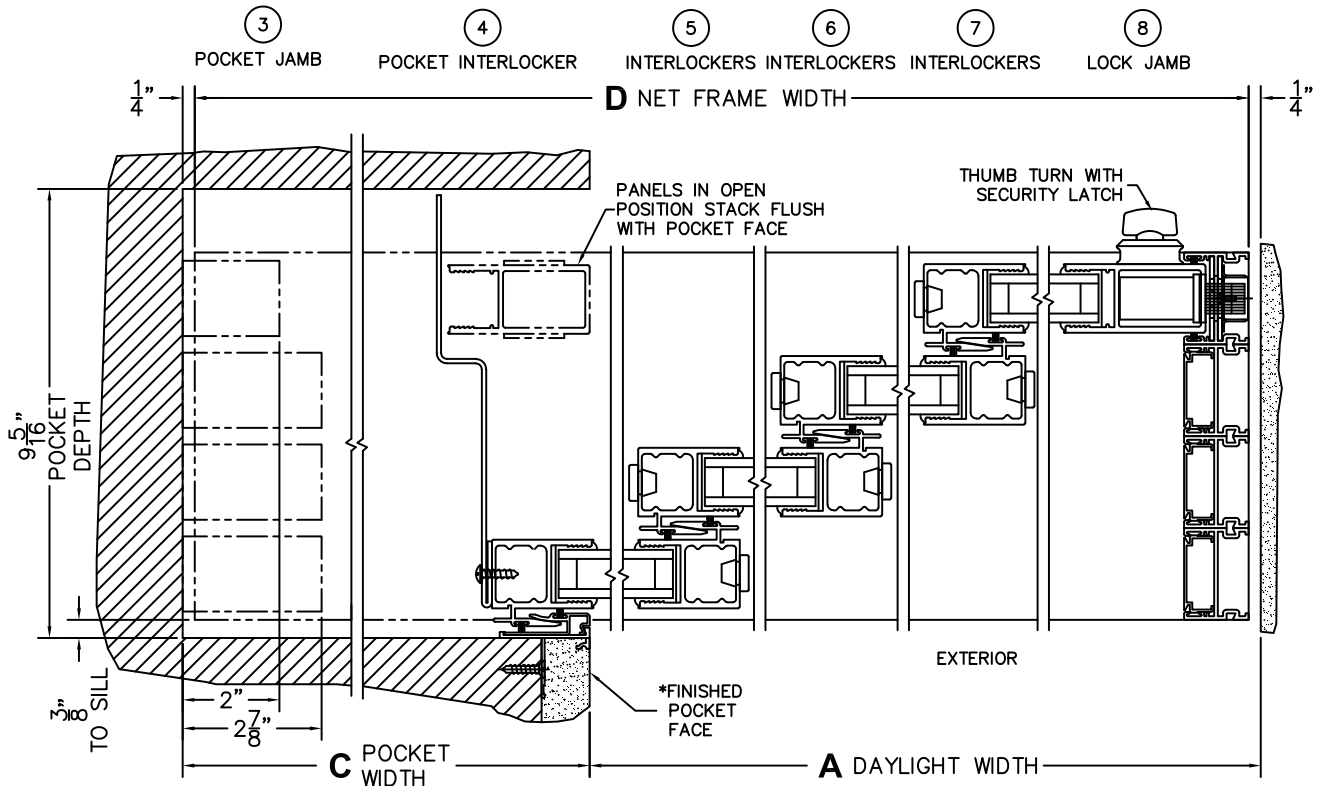 3
4
5
6
7
8
POCKET JAMB
POCKET INTERLOCKER
INTERLOCKERS
INTERLOCKERS
INTERLOCKERS
LOCK JAMB
1/4"
D NET FRAME WIDTH
1/4"
PANELS IN OPEN
POSITION STACK FLUSH
WITH POCKET FACE
THUMB TURN WITH
SECURITY LATCH
9 5/16"
POCKET
DEPTH
3/8"
TO SILL
2"
2 7/8"
*FINISHED
POCKET
FACE
EXTERIOR
C POCKET
WIDTH
A DAYLIGHT WIDTH